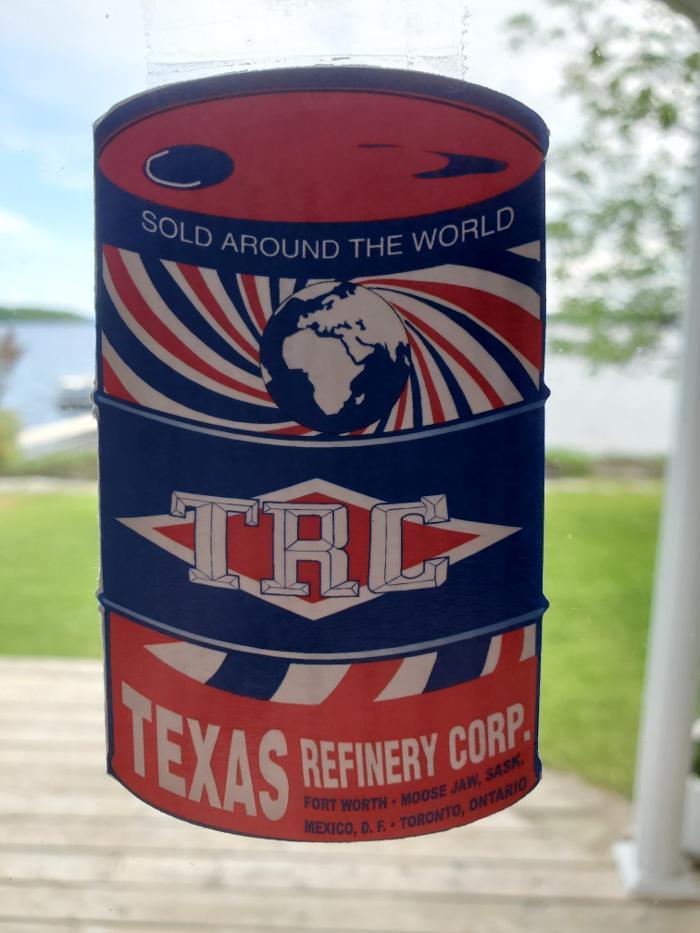 SOLD AROUND THE WORLD
TRC
TEXAS REFINERY CORP.
FORT WORTH • MOOSE JAW, SASK.
MEXICO, D. F. • TORONTO, ONTARIO